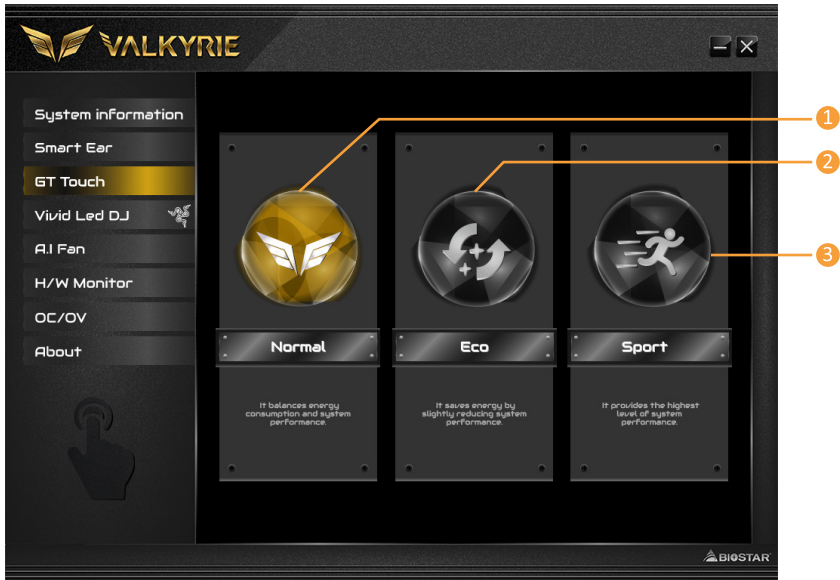 VALKYRIE
System information
Smart Ear
GT Touch
Vivid Led DJ
A.I Fan
H/W Monitor
OC/OV
About
1
2
3
Normal
It balances energy
consumption and system
performance.
Eco
It saves energy by
slightly reducing system
performance.
Sport
It provides the highest
level of system
performance.
BIOSTAR